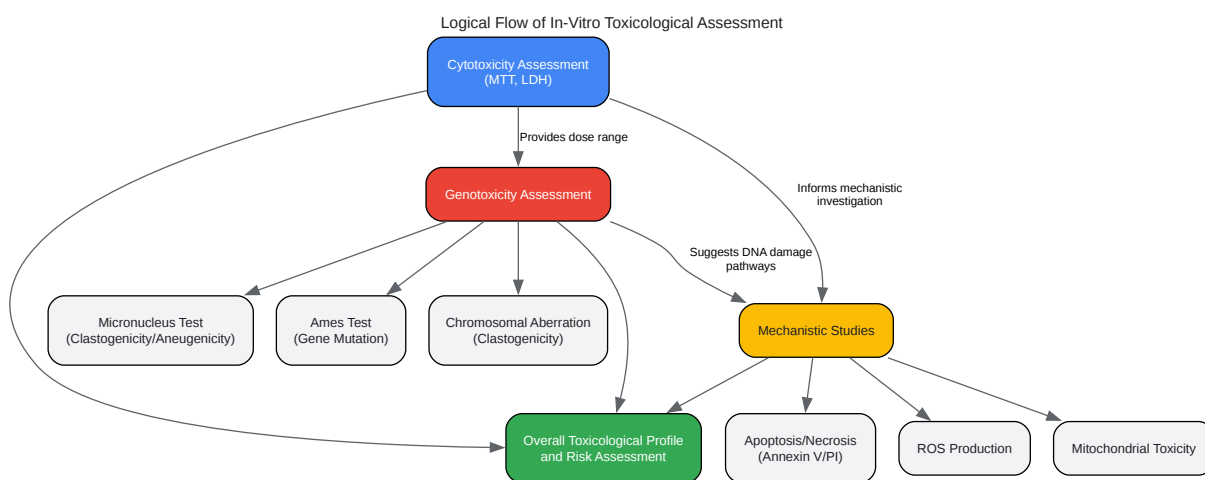 Logical Flow of In-Vitro Toxicological Assessment
Cytotoxicity Assessment
(MTT, LDH)
Provides dose range
Informs mechanistic
investigation
Genotoxicity Assessment
Suggests DNA damage
pathways
Micronucleus Test
(Clastogenicity/Aneugenicity)
Ames Test
(Gene Mutation)
Chromosomal Aberration
(Clastogenicity)
Mechanistic Studies
Overall Toxicological Profile
and Risk Assessment
Apoptosis/Necrosis
(Annexin V/PI)
ROS Production
Mitochondrial Toxicity